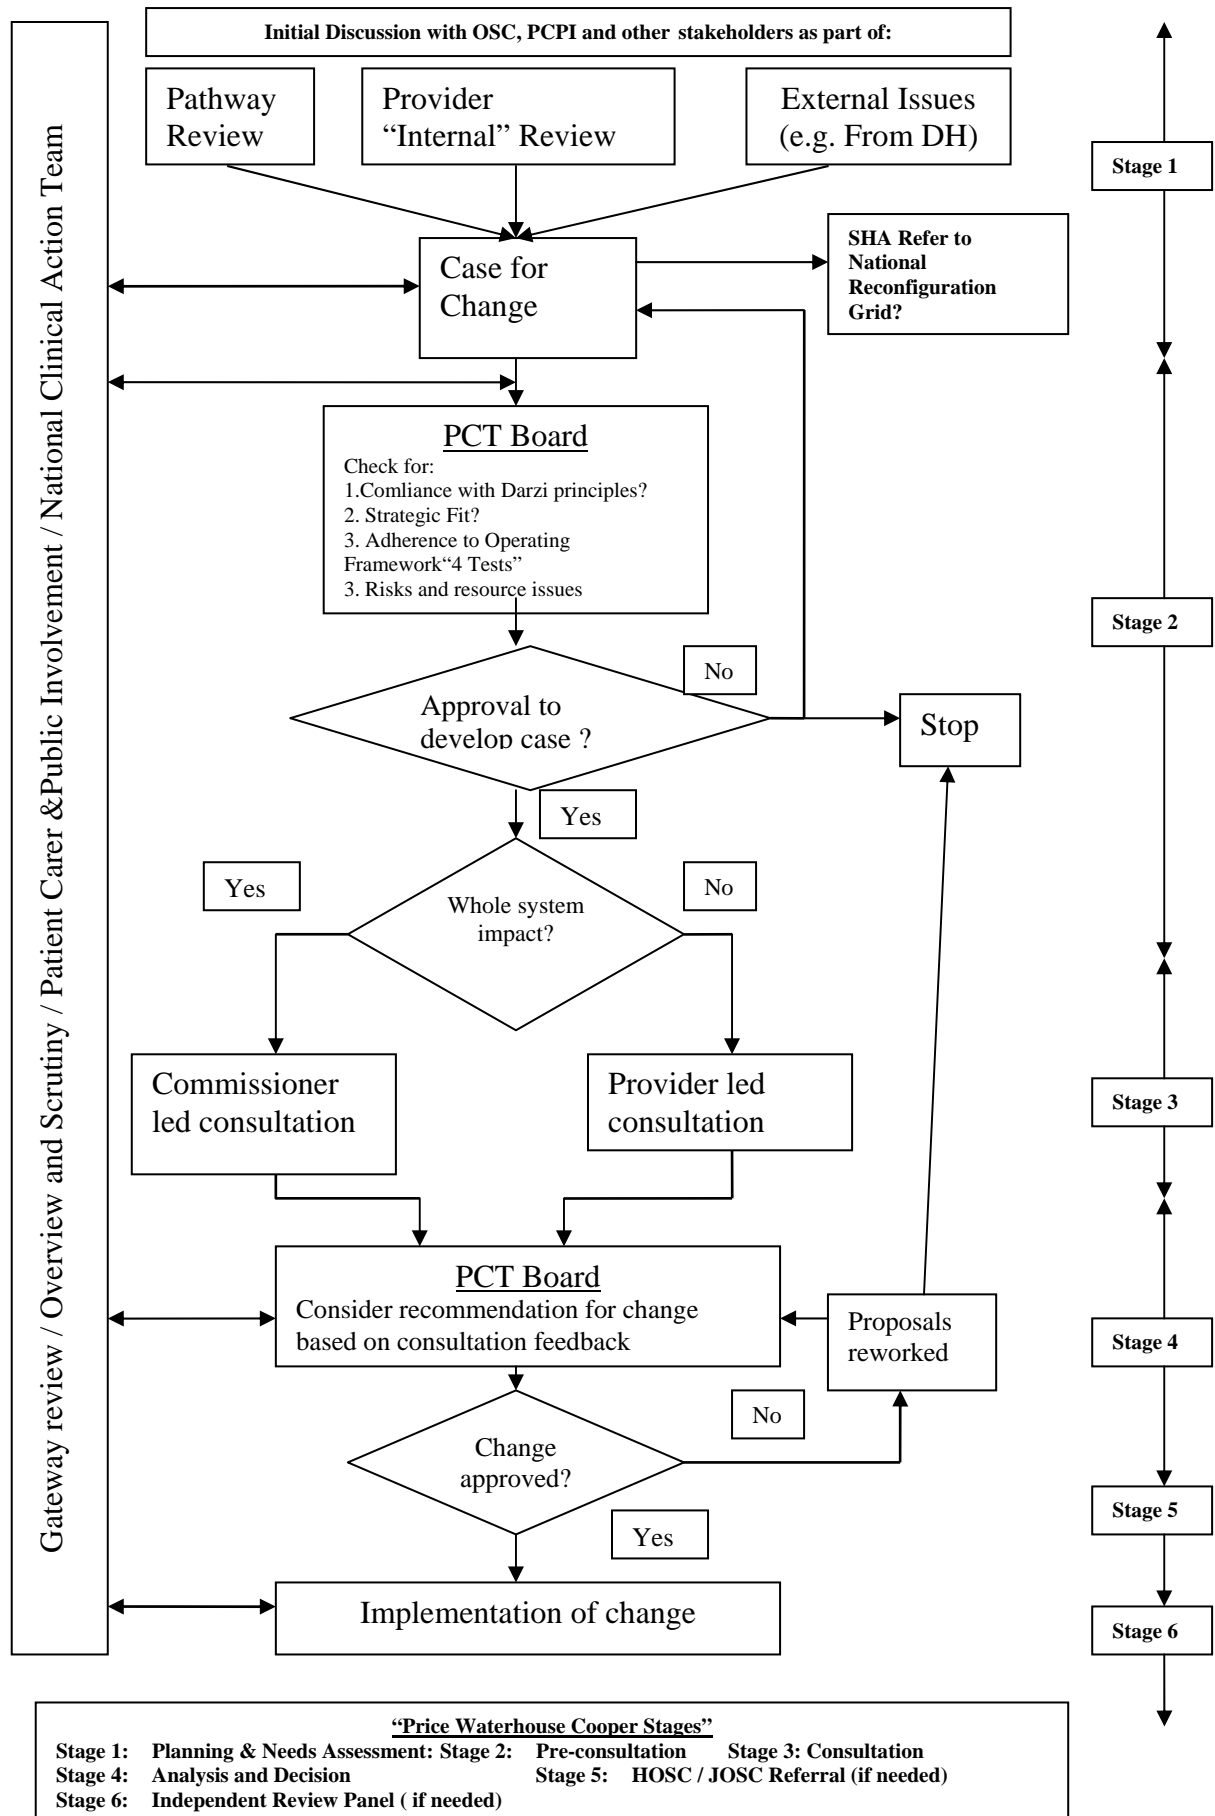 Initial Discussion with OSC, PCPI and other stakeholders as part of:
Pathway
Review
Provider
“Internal” Review
External Issues
(e.g. From DH)
Stage 1
Gateway review / Overview and Scrutiny / Patient Carer &Public Involvement / National Clinical Action Team
Case for
Change
SHA Refer to
National
Reconfiguration
Grid?
PCT Board
Check for:
1.Comliance with Darzi principles?
2. Strategic Fit?
3. Adherence to Operating
Framework“4 Tests”
3. Risks and resource issues
Stage 2
No
Approval to
develop case ?
Stop
Yes
Yes
No
Whole system
impact?
Commissioner
led consultation
Provider led
consultation
Stage 3
PCT Board
Consider recommendation for change
based on consultation feedback
Proposals
reworked
Stage 4
No
Change
approved?
Stage 5
Yes
Implementation of change
Stage 6
“Price Waterhouse Cooper Stages”
Stage 1: Planning & Needs Assessment: Stage 2: Pre-consultation Stage 3: Consultation
Stage 4: Analysis and Decision Stage 5: HOSC / JOSC Referral (if needed)
Stage 6: Independent Review Panel ( if needed)